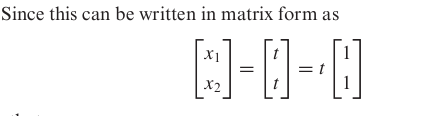 Since this can be written in matrix form as
[x1 x2] = [t t] = t [1 1]